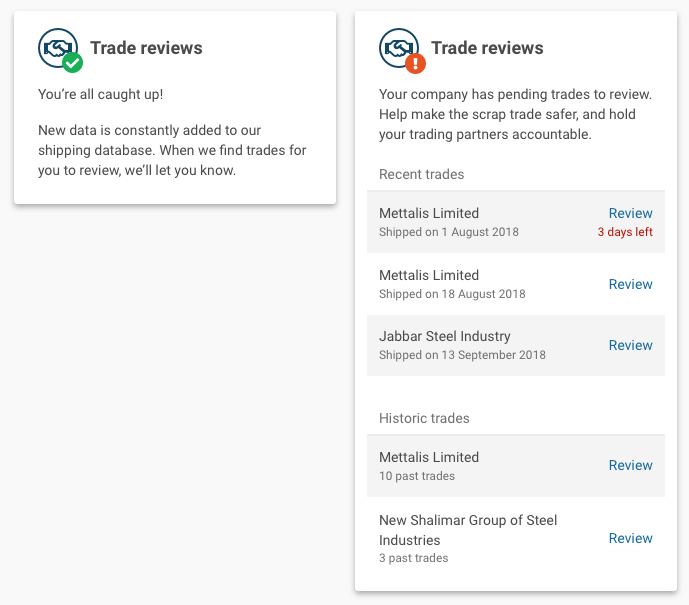 Trade reviews
You’re all caught up!
New data is constantly added to our
shipping database. When we find trades for
you to review, we’ll let you know.
Trade reviews
Your company has pending trades to review.
Help make the scrap trade safer, and hold
your trading partners accountable.
Recent trades
Mettalis Limited
Review
Shipped on 1 August 2018
3 days left
Mettalis Limited
Shipped on 18 August 2018
Review
Jabbar Steel Industry
Shipped on 13 September 2018
Review
Historic trades
Mettalis Limited
10 past trades
Review
New Shalimar Group of Steel
Industries
3 past trades
Review